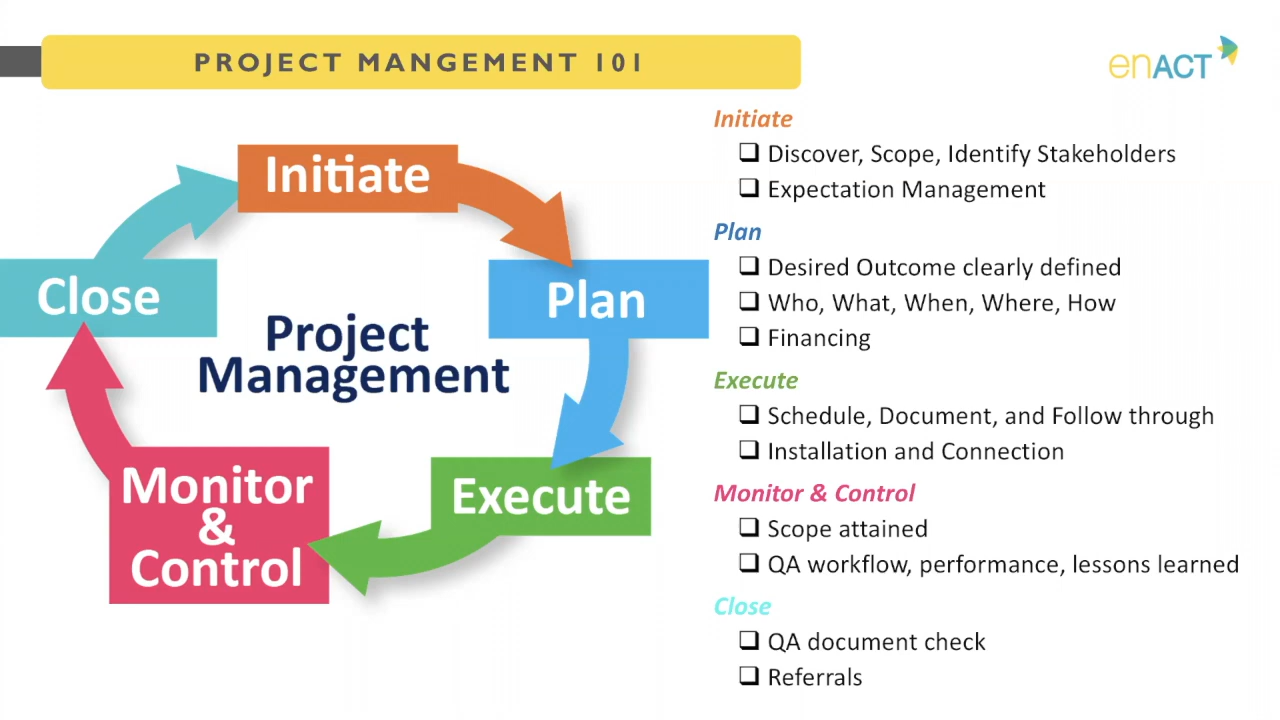 PROJECT MANGEMENT 101
enACT
Initiate
Plan
Execute
Monitor
&
Control
Close
Project
Management
Initiate
❑ Discover, Scope, Identify Stakeholders
❑ Expectation Management
Plan
❑ Desired Outcome clearly defined
❑ Who, What, When, Where, How
❑ Financing
Execute
❑ Schedule, Document, and Follow through
❑ Installation and Connection
Monitor & Control
❑ Scope attained
❑ QA workflow, performance, lessons learned
Close
❑ QA document check
❑ Referrals